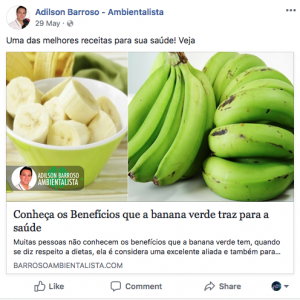 Adilson Barroso - Ambientalista
29 May ·
Uma das melhores receitas para sua saúde! Veja
ADILSON BARROSO
AMBIENTALISTA
Conheça os Benefícios que a banana verde traz para a
saúde
Muitas pessoas não conhecem os benefícios que a banana verde tem, quando
se diz respeito a dietas, ela é considera uma excelente aliada e também para...
BARROSOAMBIENTALISTA.COM
Like
Comment
Share